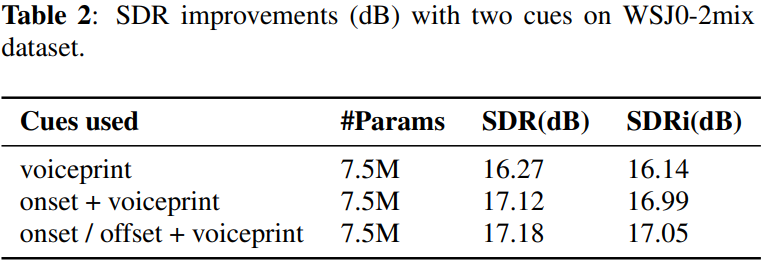 Table 2: SDR improvements (dB) with two cues on WSJ0-2mix
dataset.
Cues used #Params SDR(dB) SDRi(dB)
voiceprint 7.5M 16.27 16.14
onset + voiceprint 7.5M 17.12 16.99
onset / offset + voiceprint 7.5M 17.18 17.05